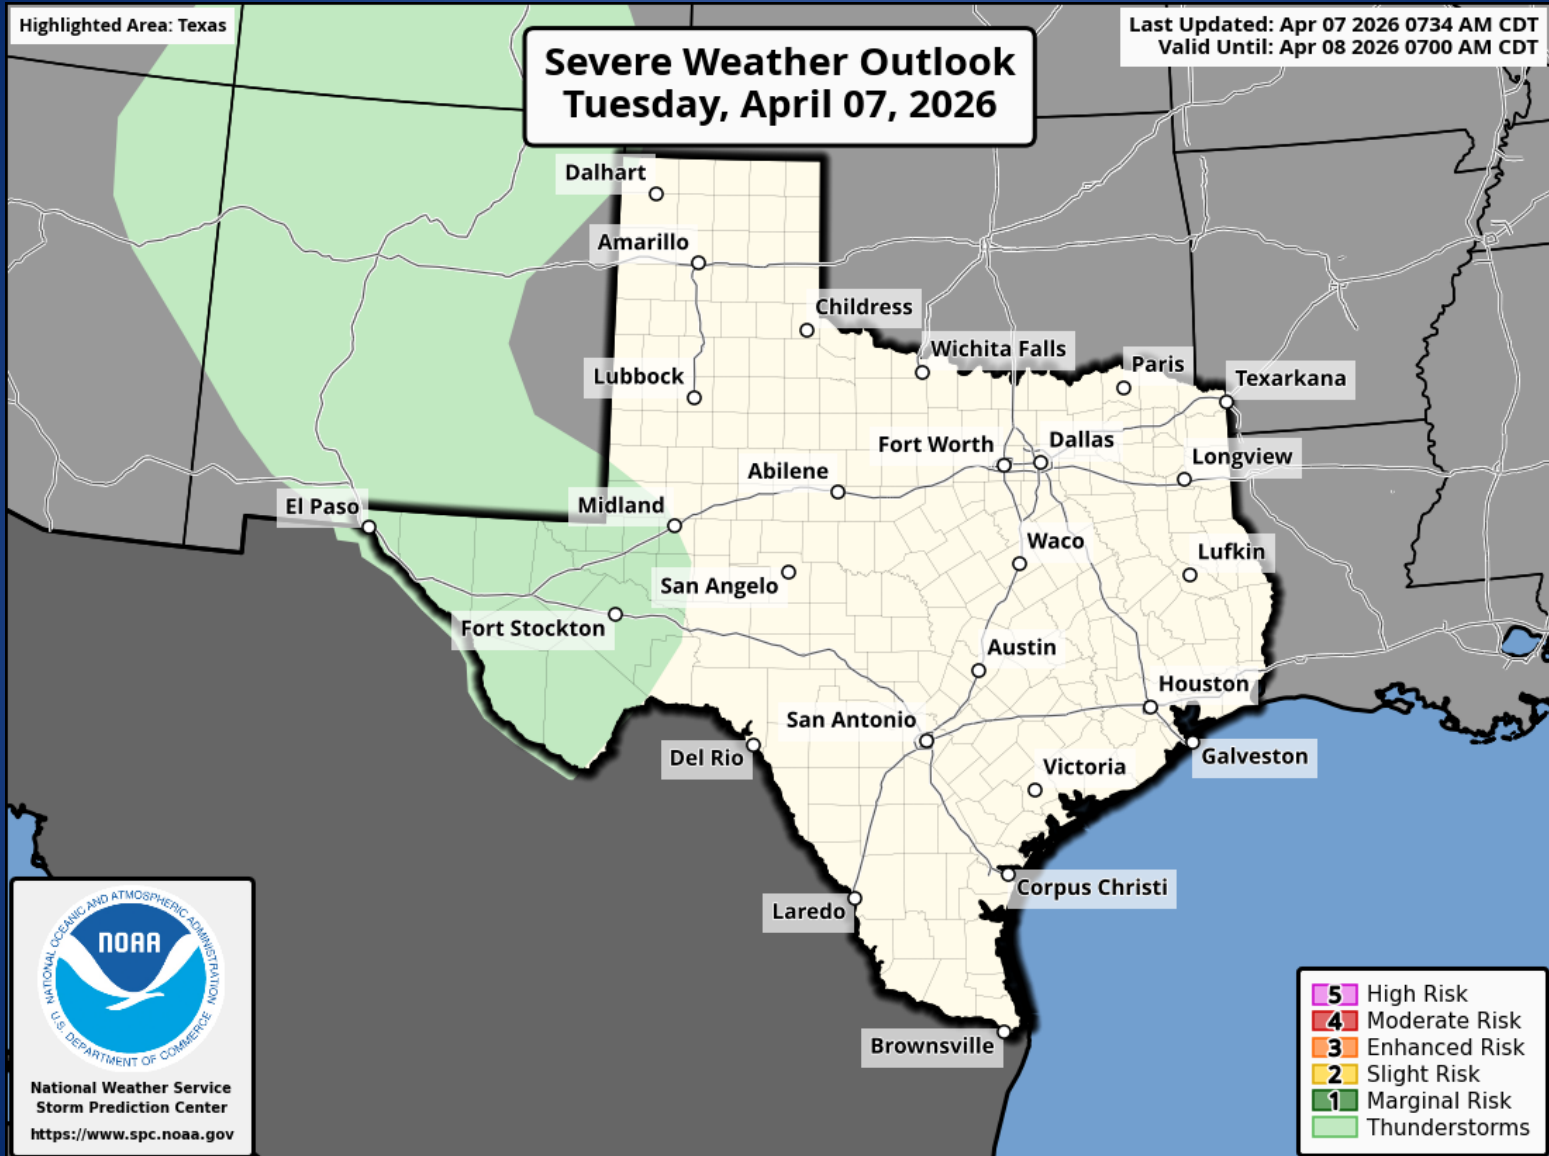 Highlighted Area: Texas
Severe Weather Outlook
Tuesday, April 07, 2026
Last Updated: Apr 07 2026 0734 AM CDT
Valid Until: Apr 08 2026 0700 AM CDT
Dalhart
Amarillo
Childress
Wichita Falls
Paris
Lubbock
Texarkana
Fort Worth
Dallas
Longview
Abilene
El Paso
Midland
Waco
Lufkin
San Angelo
Fort Stockton
Austin
Houston
San Antonio
Del Rio
Galveston
Victoria
Corpus Christi
Laredo
Brownsville
NATIONAL OCEANIC AND ATMOSPHERIC ADMINISTRATION
NOAA
U.S. DEPARTMENT OF COMMERCE
National Weather Service
Storm Prediction Center
https://www.spc.noaa.gov
5 High Risk
4 Moderate Risk
3 Enhanced Risk
2 Slight Risk
1 Marginal Risk
Thunderstorms